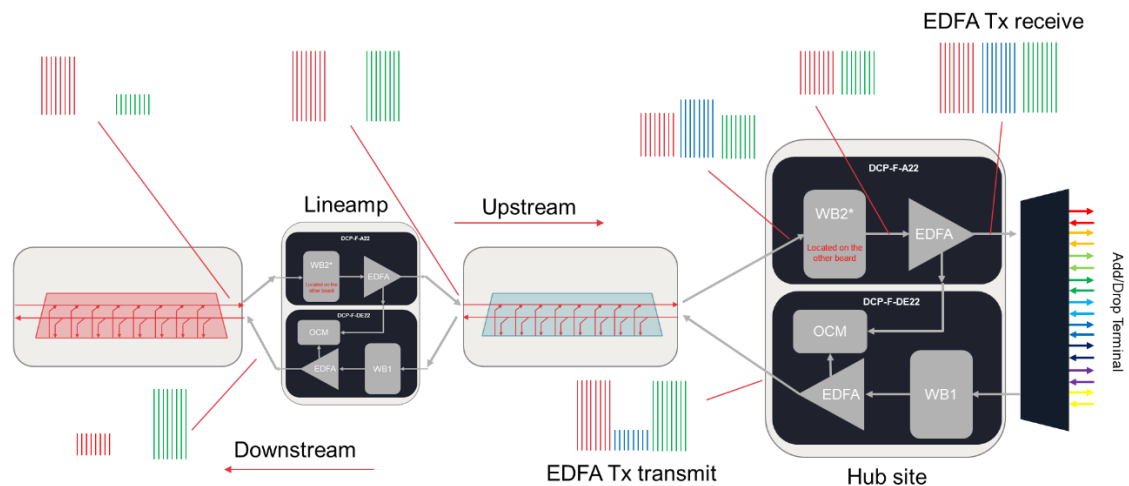 EDFA Tx receive
Lineamp
Upstream
DCP-F-A22
WB2*
Located on the
other board
EDFA
DCP-F-DE22
OCM
EDFA
WB1
DCP-F-A22
WB2*
Located on the
other board
EDFA
DCP-F-DE22
OCM
EDFA
WB1
Add/Drop Terminal
Downstream
EDFA Tx transmit
Hub site